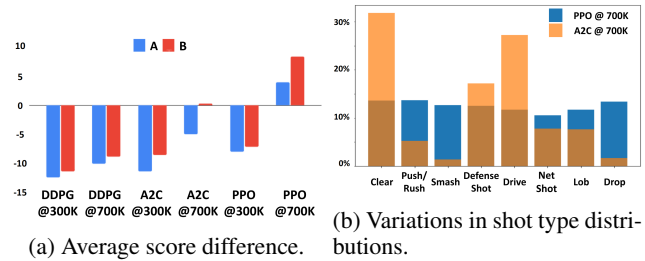 10
5
0
-5
-10
-15
A B
DDPG DDPG A2C A2C PPO PPO
@300K @700K @300K @700K @300K @700K
(a) Average score difference.
30%
20%
10%
0%
PPO @ 700K
A2C @ 700K
Clear Push/ Rush Smash Defense Shot Drive Net Shot Lob Drop
(b) Variations in shot type distri-
butions.